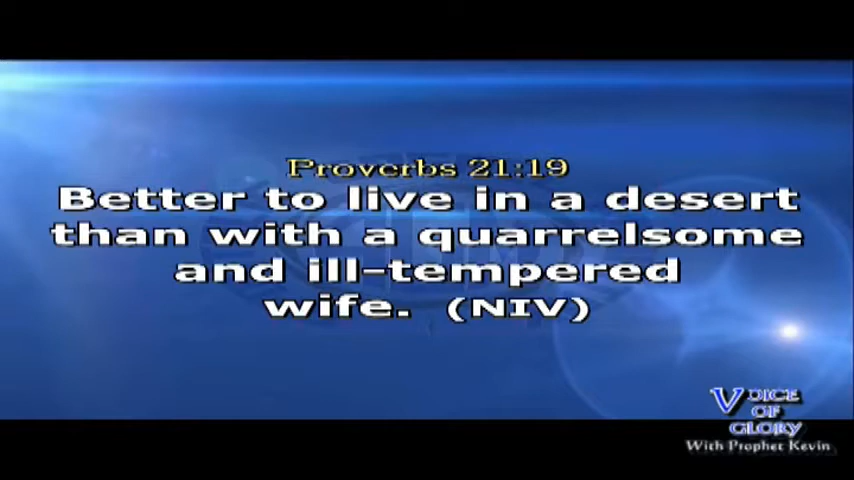 Proverbs 21:19
Better to live in a desert
than with a quarrelsome
and ill-tempered
wife. (NIV)
VOICE
OF
GLORY
With Prophet Kevin